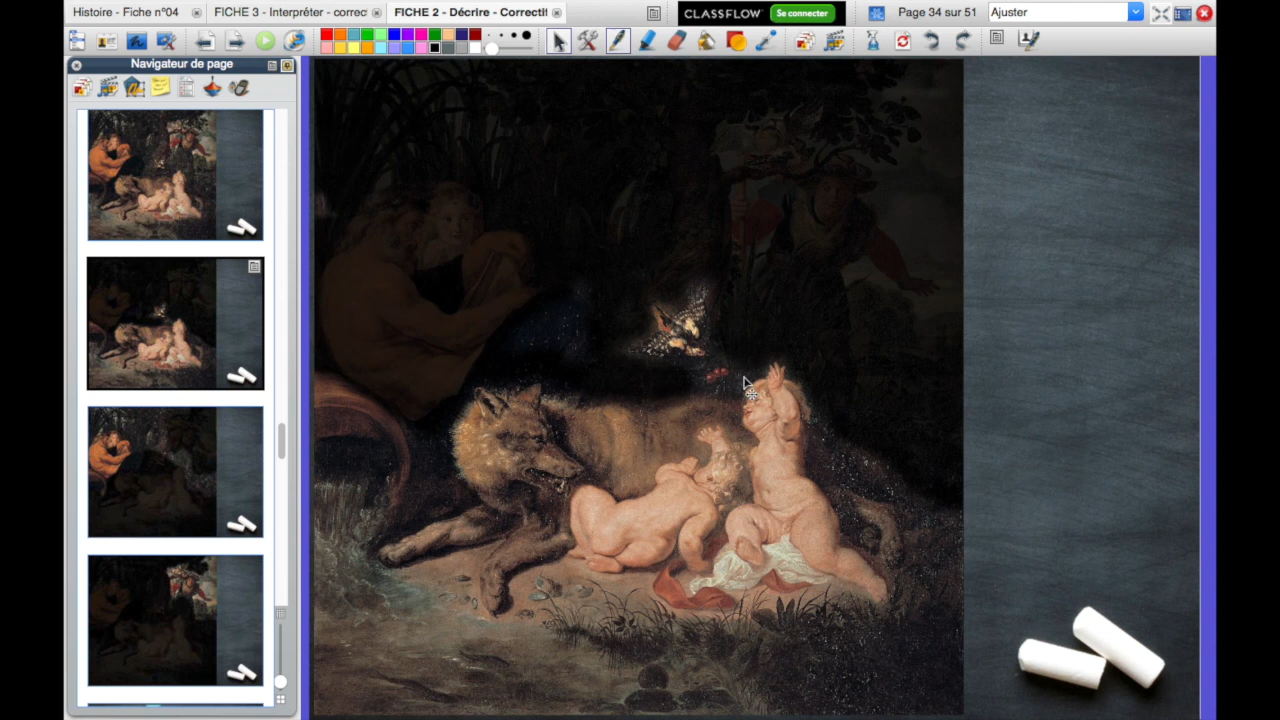 Histoire - Fiche n°04
FICHE 3 - Interpréter - correc
FICHE 2 - Décrire - Correctif
CLASSFLOW
Se connecter
Page 34 sur 51
Ajuster
Navigateur de page